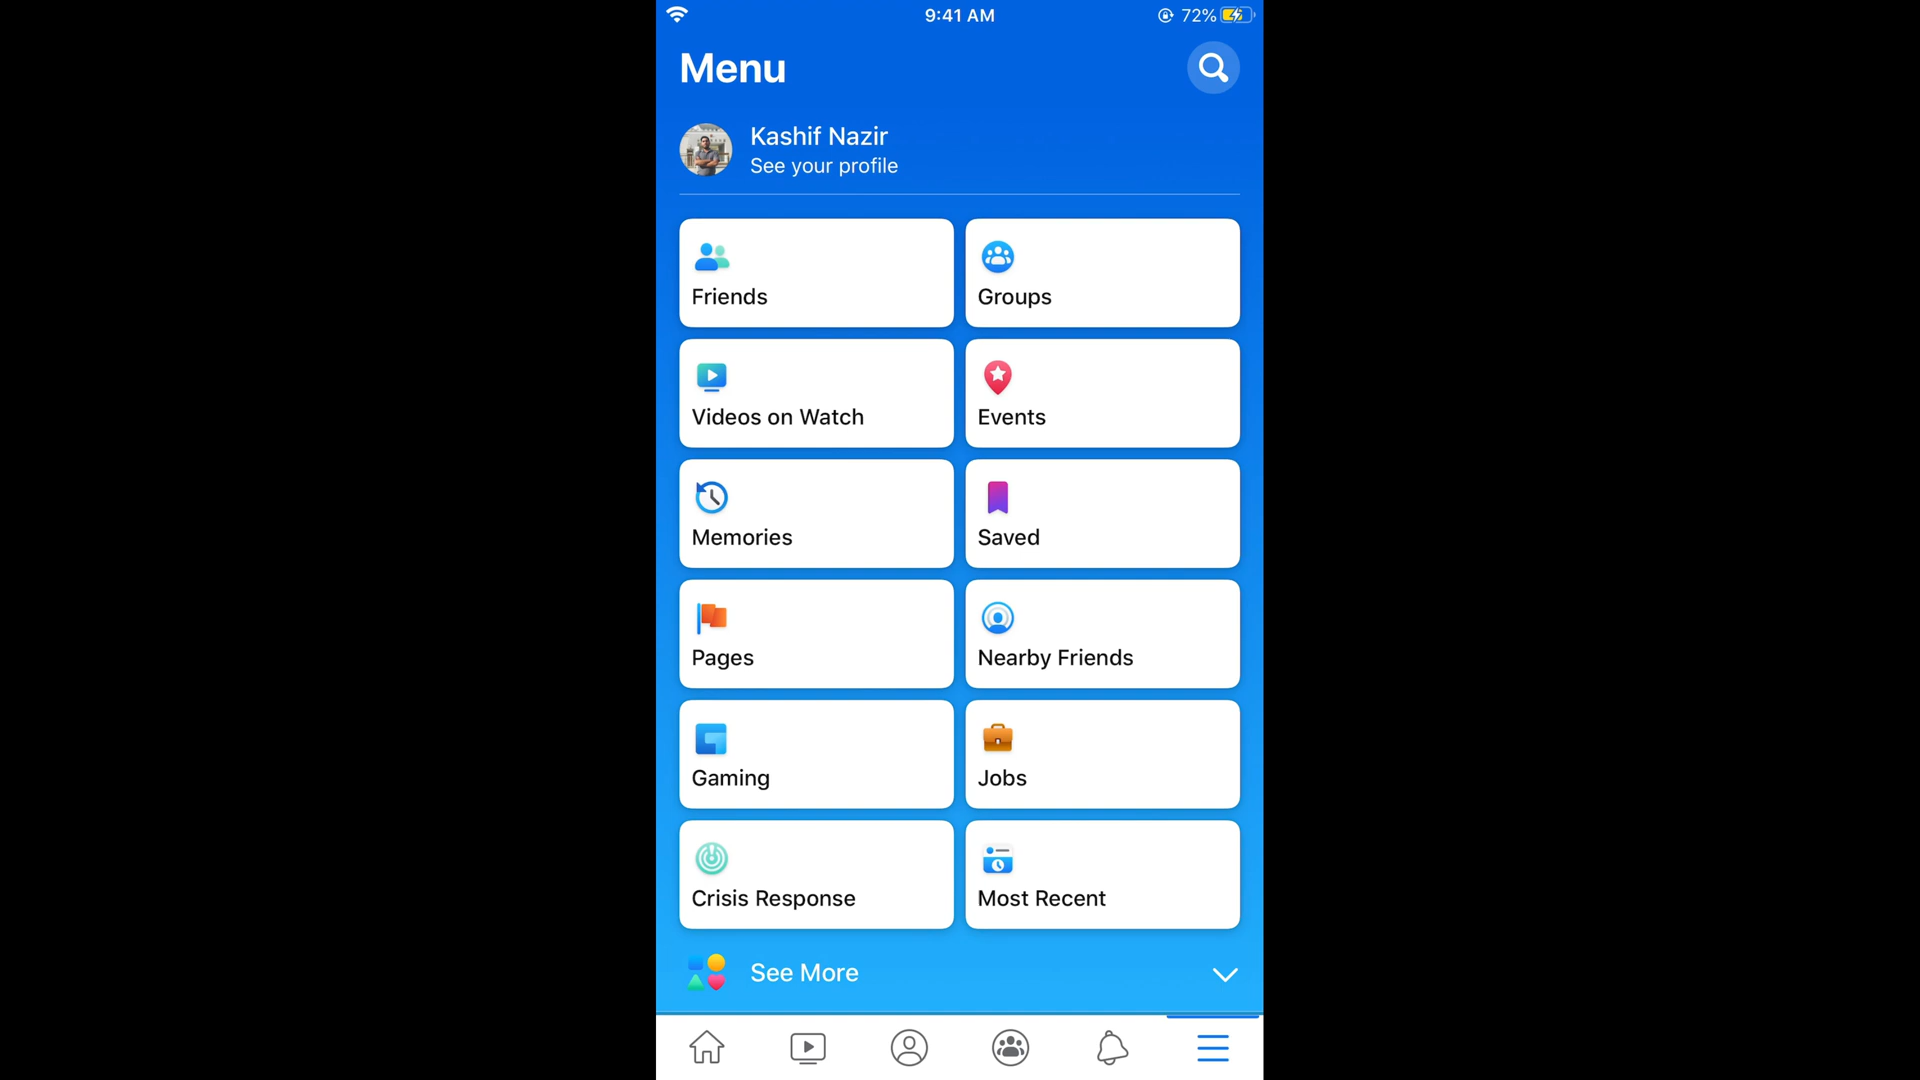 9:41 AM
72%
Menu
Kashif Nazir
See your profile
Friends
Groups
Videos on Watch
Events
Memories
Saved
Pages
Nearby Friends
Gaming
Jobs
Crisis Response
Most Recent
See More